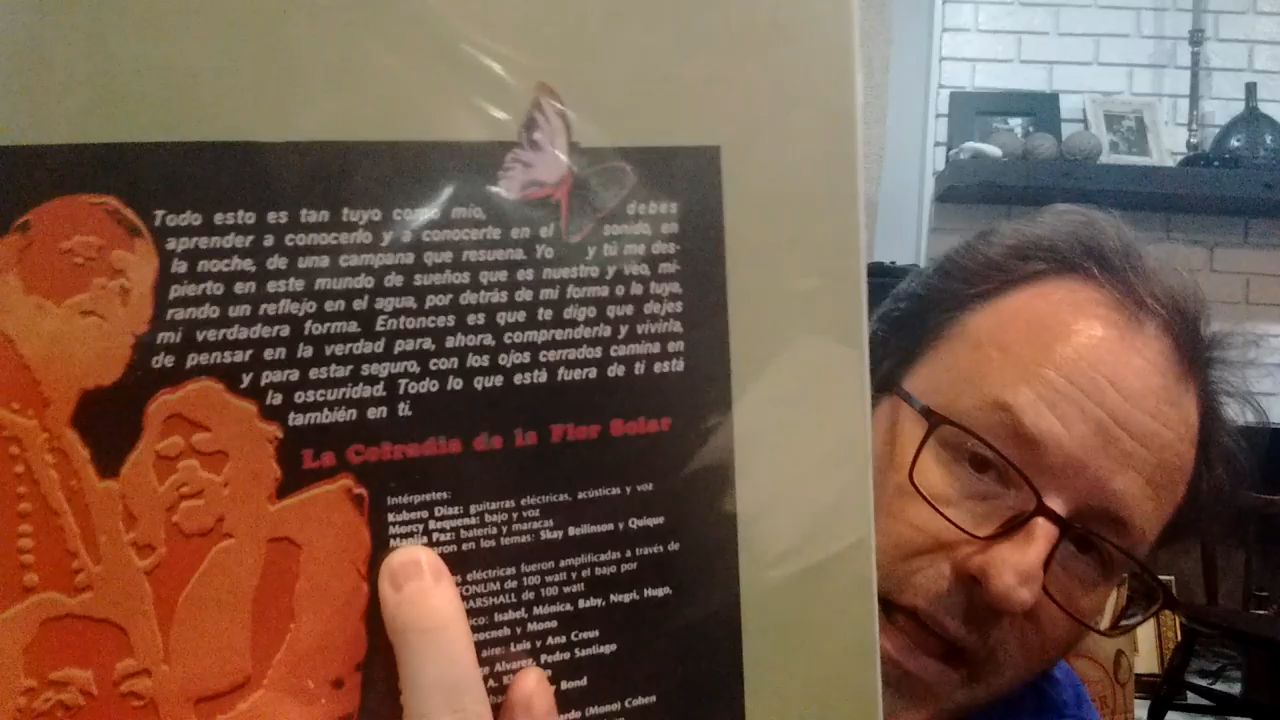 Todo esto es tan tuyo como mío, debes
aprender a conocerlo y a conocerte en el sonido, en
la noche, de una campana que resuena. Yo y tú me des-
pierto en este mundo de sueños que es nuestro y veo, mi-
rando un reflejo en el agua, por detrás de mi forma o la tuya,
mi verdadera forma. Entonces es que te digo que dejes
de pensar en la verdad para, ahora, comprenderla y vivirla,
y para estar seguro, con los ojos cerrados camina en
la oscuridad. Todo lo que está fuera de ti está
también en ti.
La Cofradia de la Flor Solar
Intérpretes:
Kubero Díaz: guitarras eléctricas, acústicas y voz
Morcy Requena: bajo y voz
Manija Paz: batería y maracas
aron en los temas: Skay Beilinson y Quique
s eléctricas fueron amplificadas a través de
FONUM de 100 watt y el bajo por
MARSHALL de 100 watt
ico: Isabel, Mónica, Baby, Negri, Hugo,
eocneh y Mono
aire: Luis y Ana Creus
ge Alvarez, Pedro Santiago
A.
Bond
ardo (Mono) Cohen